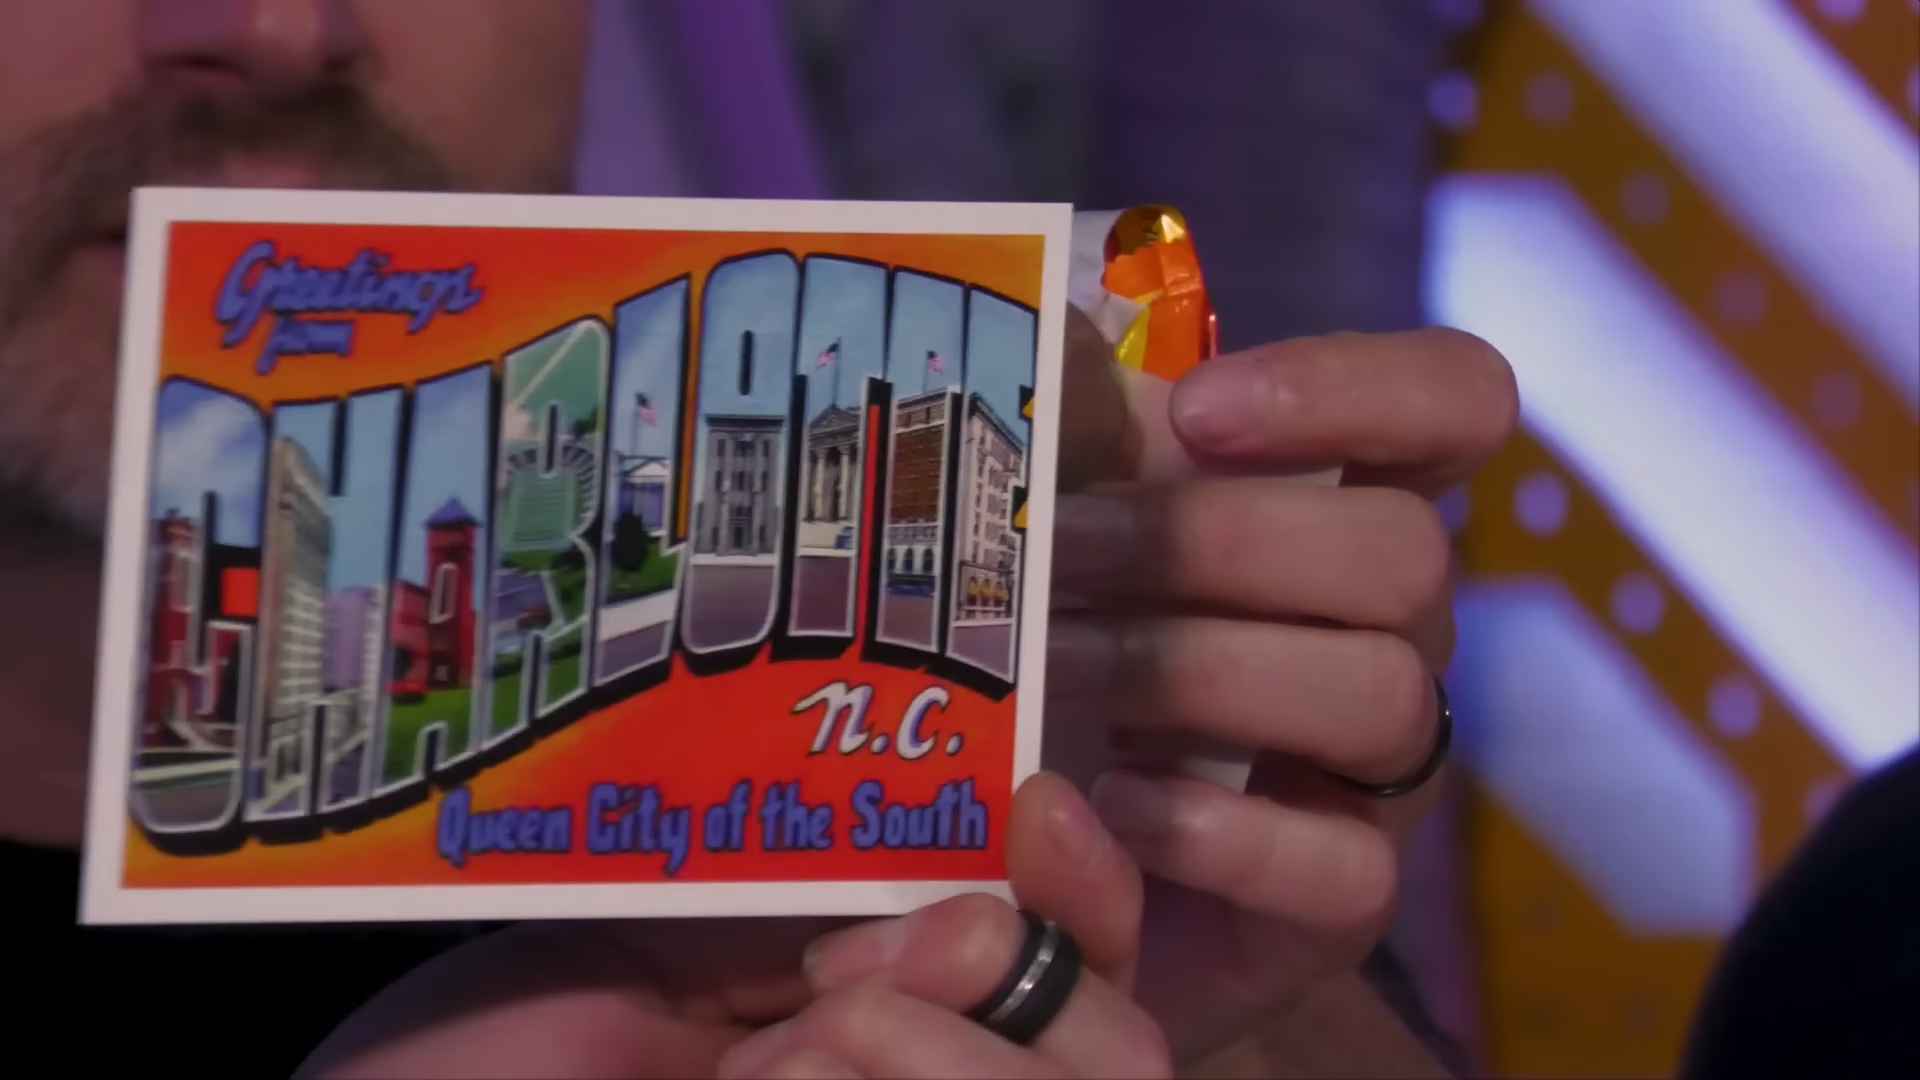 Greetings
from
CHARLOTTE
N.C.
Queen City of the South